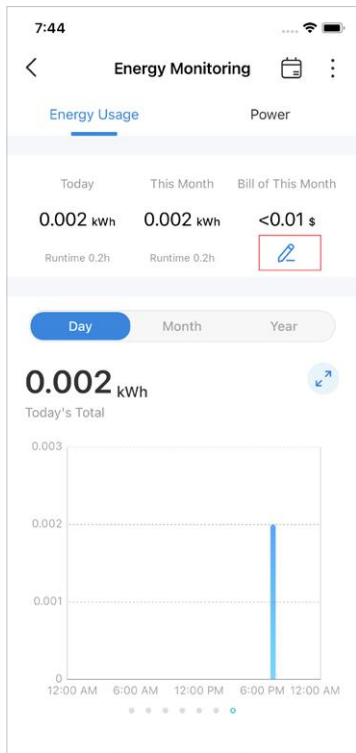 7:44
Energy Monitoring
Energy Usage Power
Today This Month Bill of This Month
0.002 kWh 0.002 kWh <0.01 $
Runtime 0.2h Runtime 0.2h
Day Month Year
0.002 kWh
Today's Total
0.003
0.002
0.001
0
12:00 AM 6:00 AM 12:00 PM 6:00 PM 12:00 AM